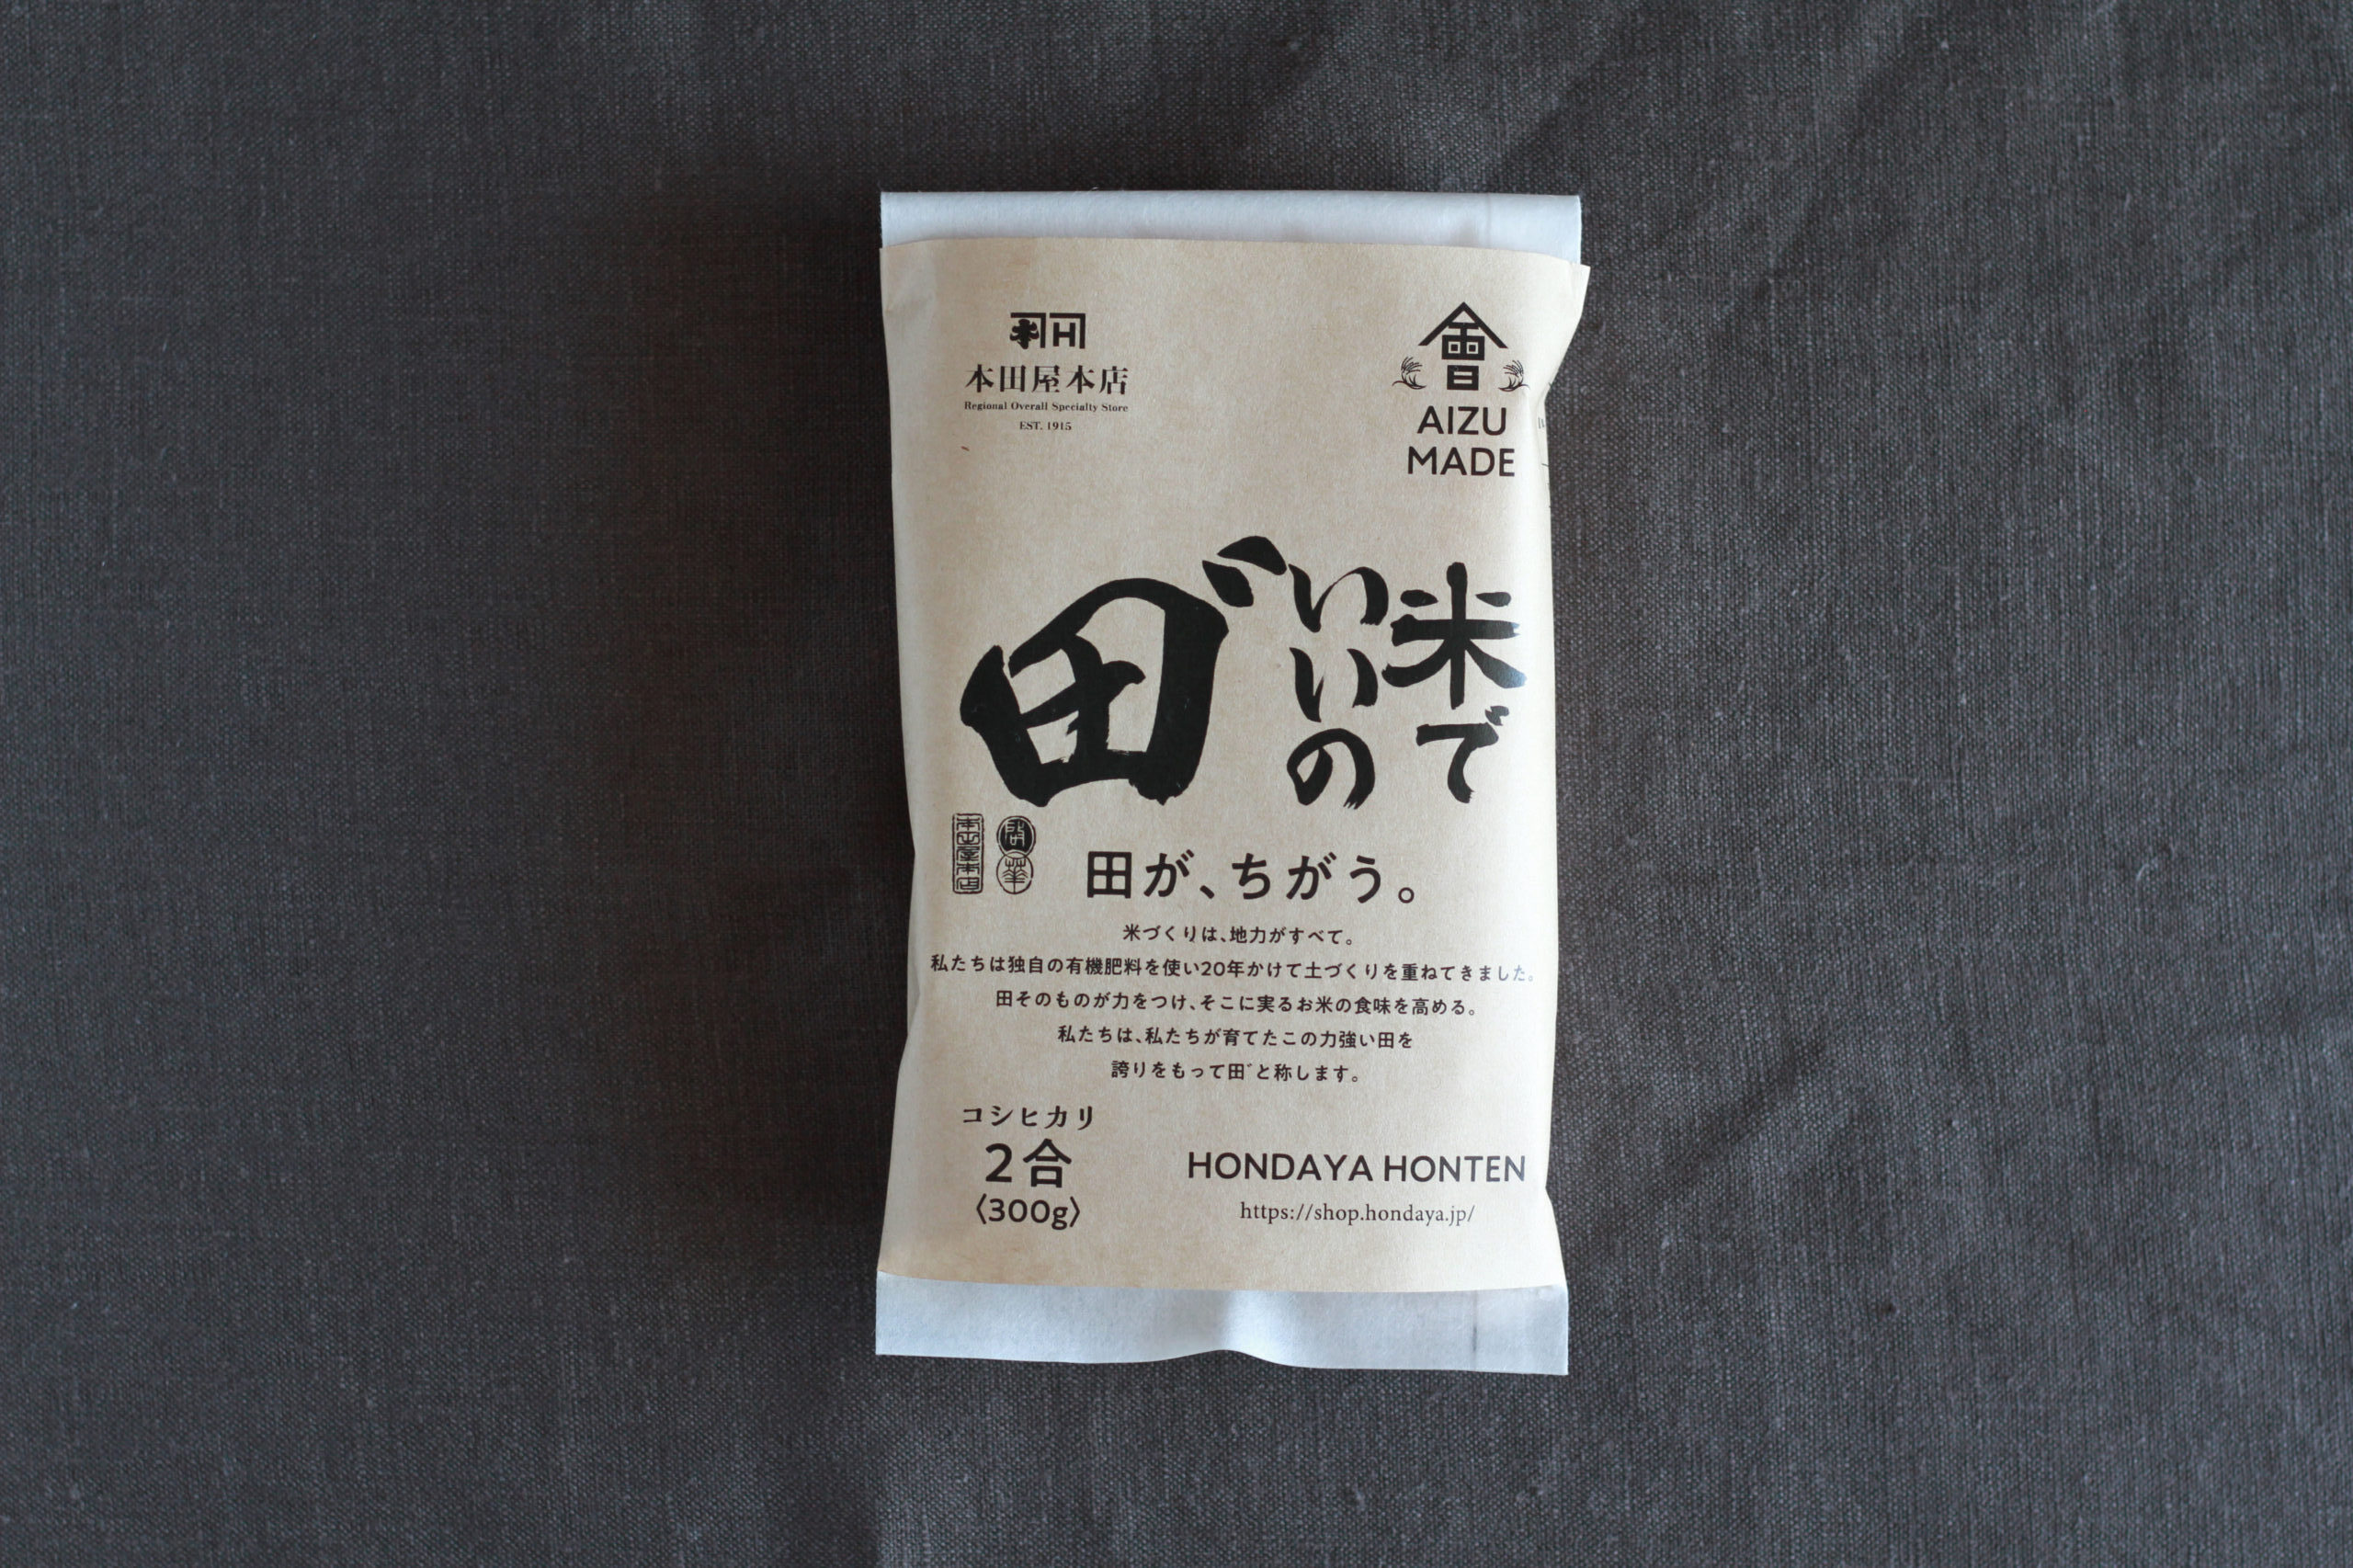 本田屋本店
Regional Overall Specialty Store
EST. 1915
會
AIZU
MADE
米で
いいの
田゛
本田屋本店
田が、ちがう。
米づくりは、地力がすべて。
私たちは独自の有機肥料を使い20年かけて土づくりを重ねてきました。
田そのものが力をつけ、そこに実るお米の食味を高める。
私たちは、私たちが育てたこの力強い田を
誇りをもって田゛と称します。
コシヒカリ
2合
〈300g〉
HONDAYA HONTEN
https://shop.hondaya.jp/